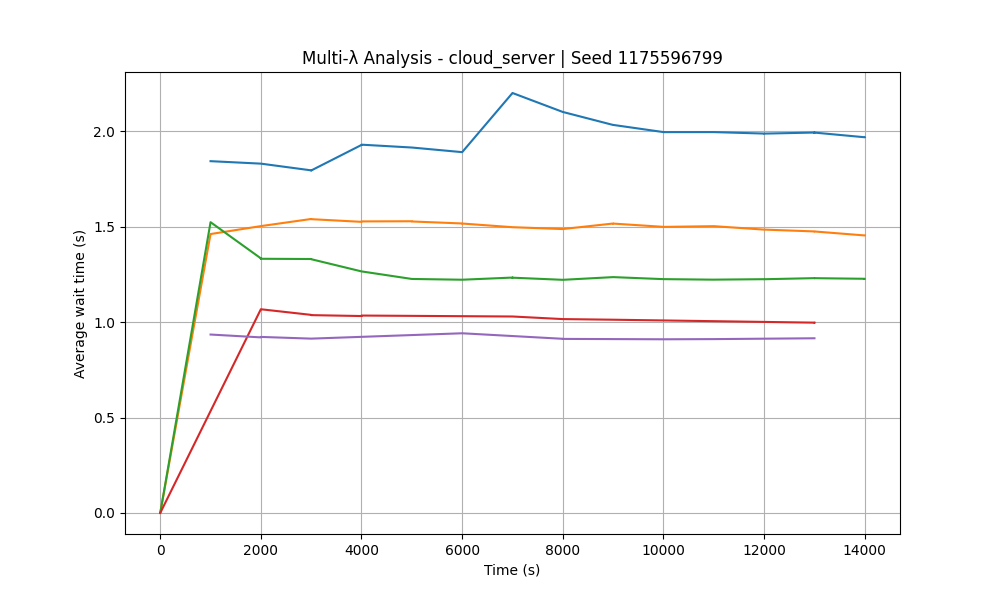 Multi-λ Analysis - cloud_server | Seed 1175596799
Average wait time (s)
2.0
1.5
1.0
0.5
0.0
0 2000 4000 6000 8000 10000 12000 14000
Time (s)